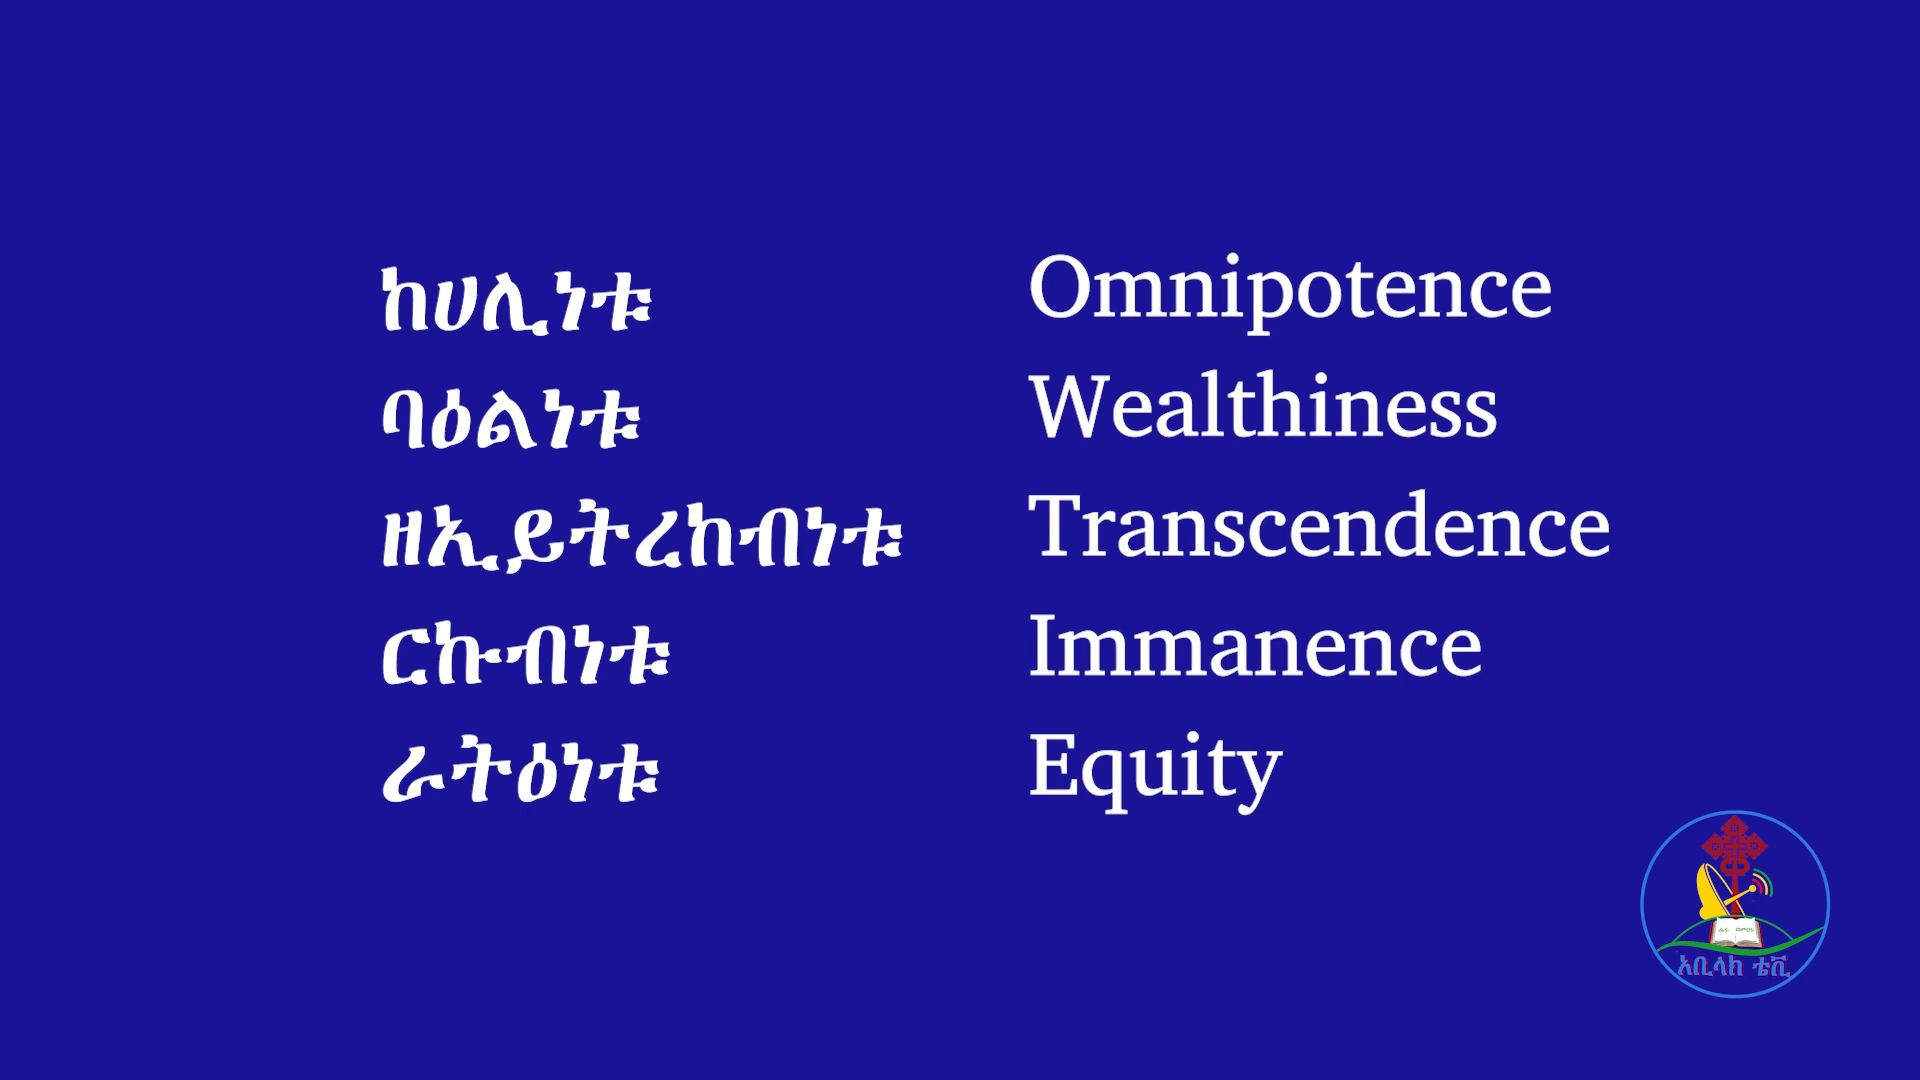 ከሀሊነቱ Omnipotence
ባዕልነቱ Wealthiness
ዘኢይትረከብነቱ Transcendence
ርኩብነቱ Immanence
ራትዕነቱ Equity
አቢላክ ቴቪ